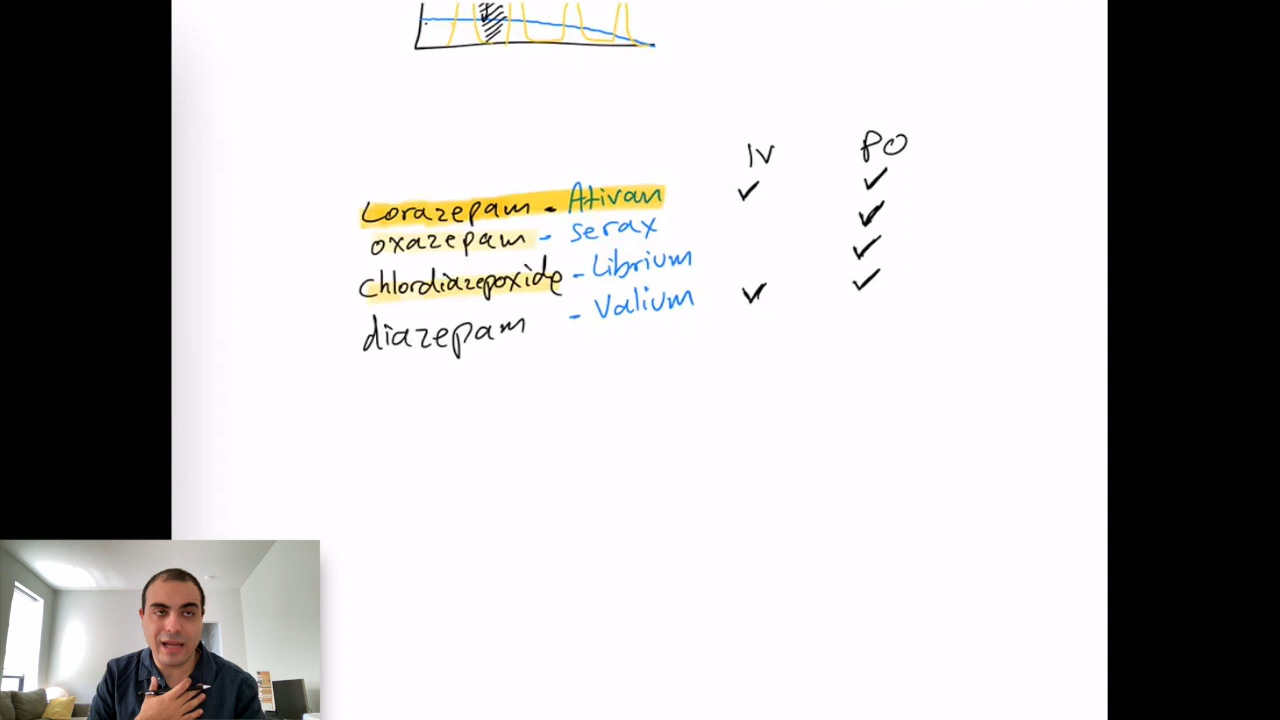 IV PO
Lorazepam - Ativan ✓ ✓
oxazepam - serax ✓
chlordiazepoxide - Librium ✓
diazepam - Valium ✓ ✓